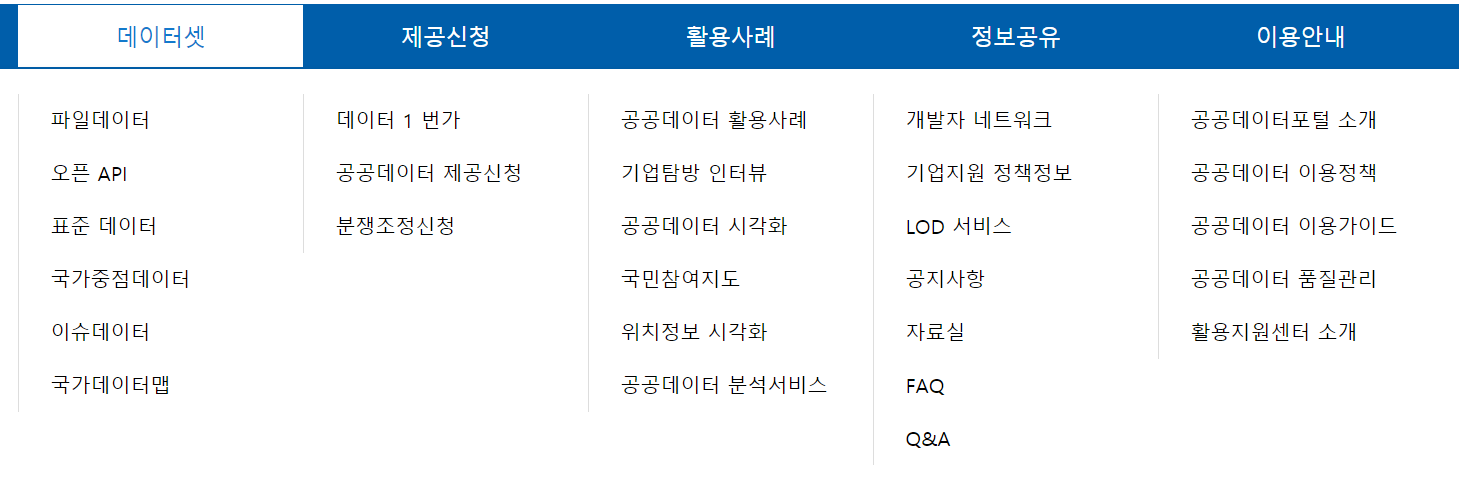 데이터셋 제공신청 활용사례 정보공유 이용안내
파일데이터
오픈 API
표준 데이터
국가중점데이터
이슈데이터
국가데이터맵
데이터 1 번가
공공데이터 제공신청
분쟁조정신청
공공데이터 활용사례
기업탐방 인터뷰
공공데이터 시각화
국민참여지도
위치정보 시각화
공공데이터 분석서비스
개발자 네트워크
기업지원 정책정보
LOD 서비스
공지사항
자료실
FAQ
Q&A
공공데이터포털 소개
공공데이터 이용정책
공공데이터 이용가이드
공공데이터 품질관리
활용지원센터 소개